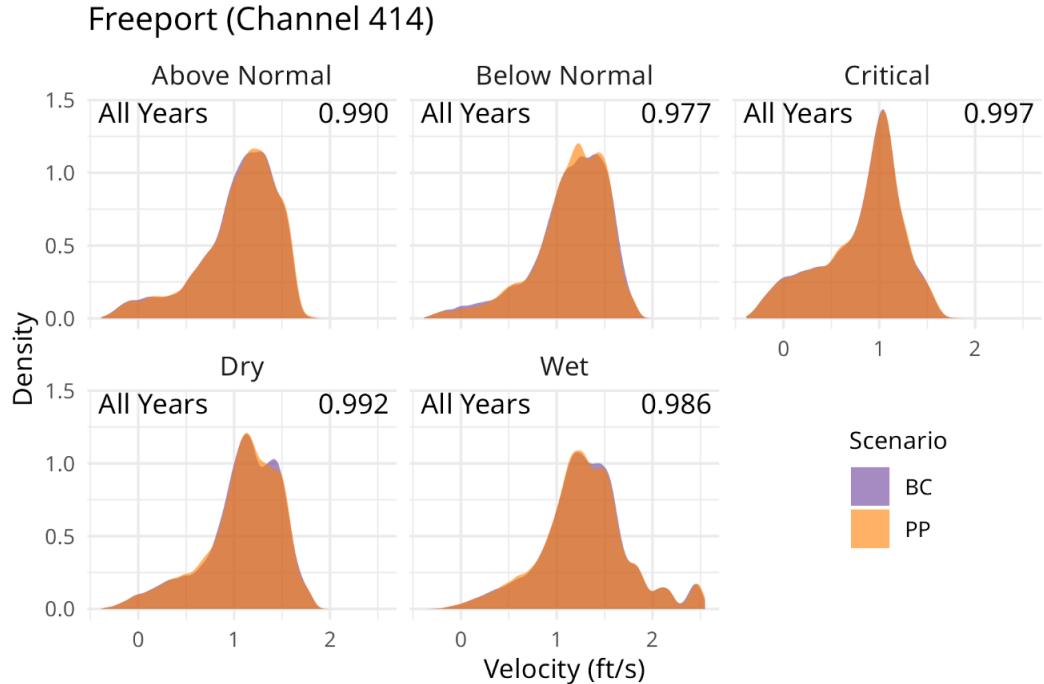 Freeport (Channel 414)
Above Normal
Below Normal
Critical
All Years 0.990
All Years 0.977
All Years 0.997
1.5
1.0
0.5
0.0
0 1 2
Dry
Wet
All Years 0.992
All Years 0.986
1.5
1.0
0.5
0.0
0 1 2
0 1 2
Density
Velocity (ft/s)
Scenario
BC
PP